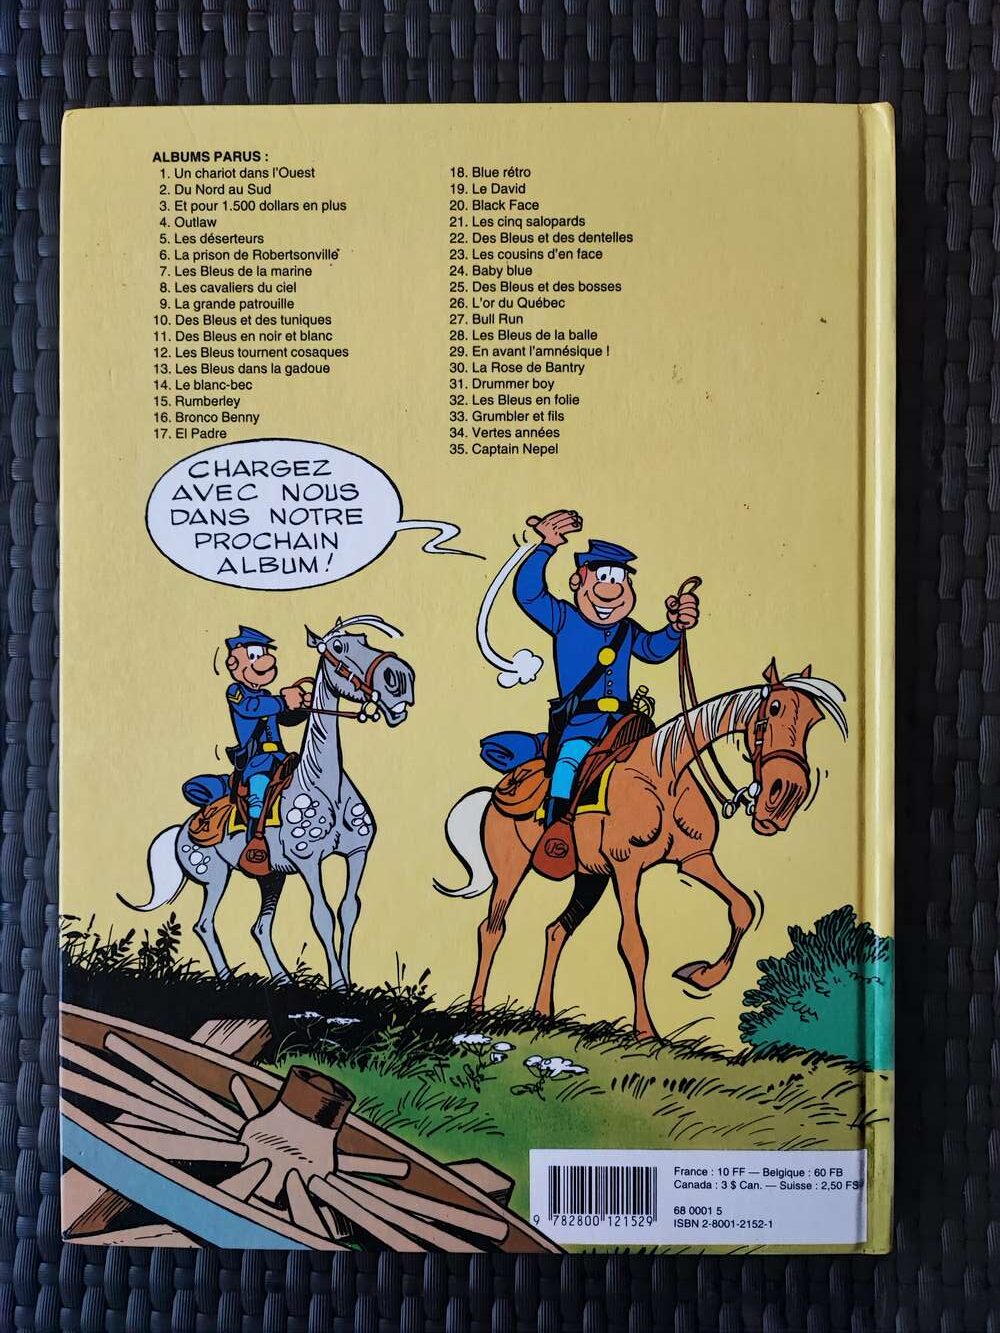 ALBUMS PARUS :
1. Un chariot dans l'Ouest
2. Du Nord au Sud
3. Et pour 1.500 dollars en plus
4. Outlaw
5. Les déserteurs
6. La prison de Robertsonville
7. Les Bleus de la marine
8. Les cavaliers du ciel
9. La grande patrouille
10. Des Bleus et des tuniques
11. Des Bleus en noir et blanc
12. Les Bleus tournent cosaques
13. Les Bleus dans la gadoue
14. Le blanc-bec
15. Rumberley
16. Bronco Benny
17. El Padre
18. Blue rétro
19. Le David
20. Black Face
21. Les cinq salopards
22. Des Bleus et des dentelles
23. Les cousins d'en face
24. Baby blue
25. Des Bleus et des bosses
26. L'or du Québec
27. Bull Run
28. Les Bleus de la balle
29. En avant l'amnésique !
30. La Rose de Bantry
31. Drummer boy
32. Les Bleus en folie
33. Grumbler et fils
34. Vertes années
35. Captain Nepel
CHARGEZ
AVEC NOUS
DANS NOTRE
PROCHAIN
ALBUM !
US
US
France : 10 FF — Belgique : 60 FB
Canada : 3 $ Can. — Suisse : 2,50 FS
68 0001 5
ISBN 2-8001-2152-1
9 782800 121529